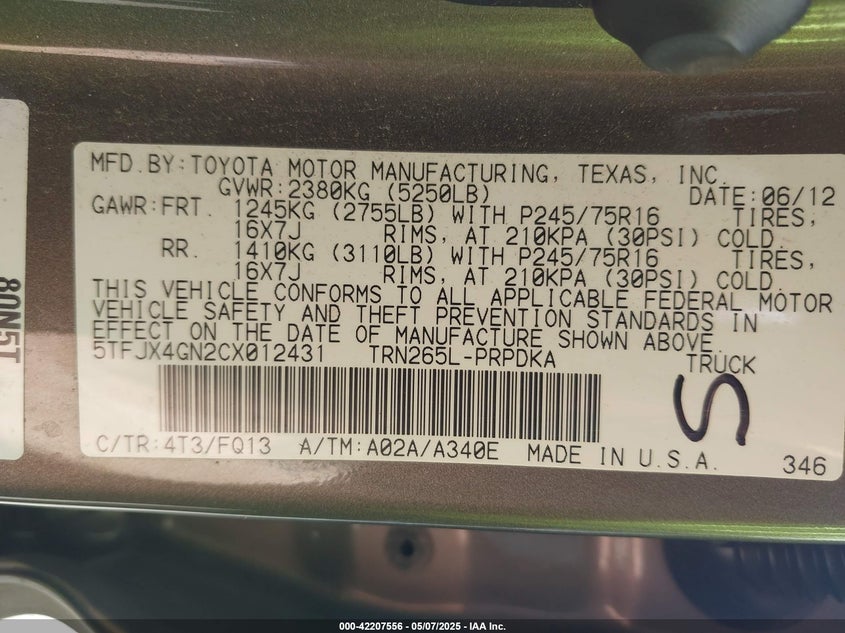 MFD.BY:TOYOTA MOTOR MANUFACTURING, TEXAS, INC.
GVWR:2380KG (5250LB) DATE:06/12
GAWR:FRT. 1245KG (2755LB) WITH P245/75R16 TIRES,
16X7J RIMS, AT 210KPA (30PSI) COLD.
RR. 1410KG (3110LB) WITH P245/75R16 TIRES,
16X7J RIMS, AT 210KPA (30PSI) COLD.
THIS VEHICLE CONFORMS TO ALL APPLICABLE FEDERAL MOTOR
VEHICLE SAFETY AND THEFT PREVENTION STANDARDS IN
EFFECT ON THE DATE OF MANUFACTURE SHOWN ABOVE.
5TFJX4GN2CX012431 TRN265L-PRPDKA TRUCK
S
C/TR:4T3/FQ13 A/TM:A02A/A340E MADE IN U.S.A. 346
80N5T
000-42207556 - 05/07/2025 - IAA Inc.